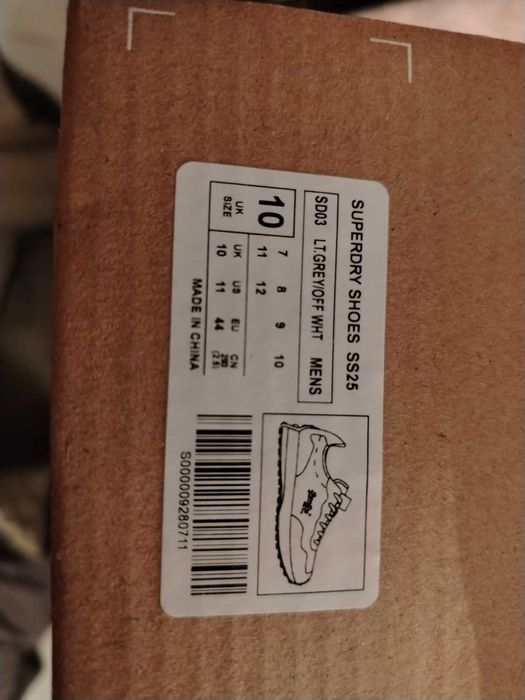 SUPERDRY SHOES SS25
SD03 LT.GREY/OFF WHT MENS
7 8 9 10
11 12
10
UK
SIZE
UK US EU CN
10 11 44 280
(2.5)
MADE IN CHINA
S000009280711